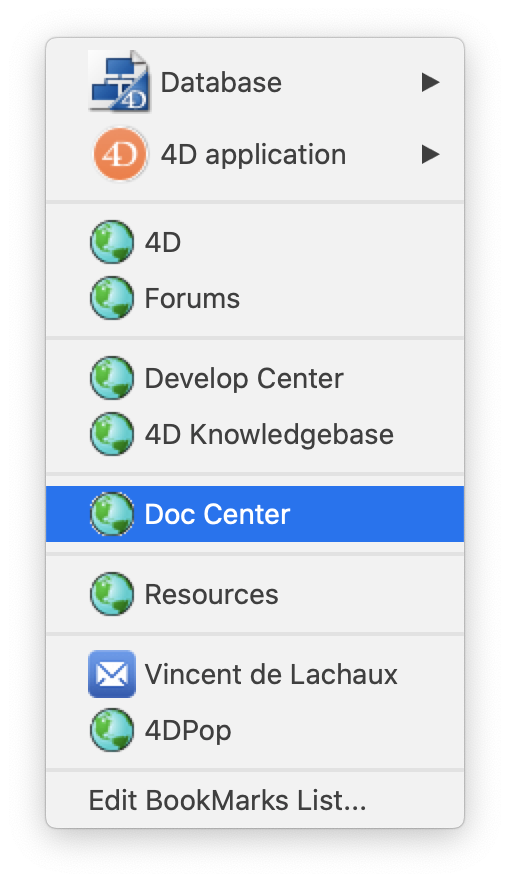 Database
4D application
4D
Forums
Develop Center
4D Knowledgebase
Doc Center
Resources
Vincent de Lachaux
4DPop
Edit BookMarks List...